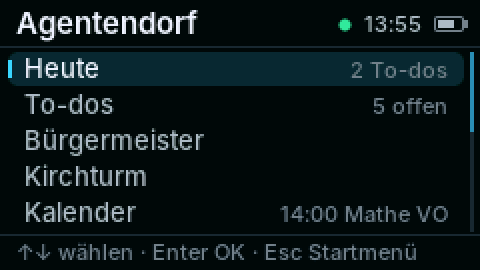 Agentendorf 13:55
Heute 2 To-dos
To-dos 5 offen
Bürgermeister
Kirchturm
Kalender 14:00 Mathe VO
↑↓ wählen · Enter OK · Esc Startmenü